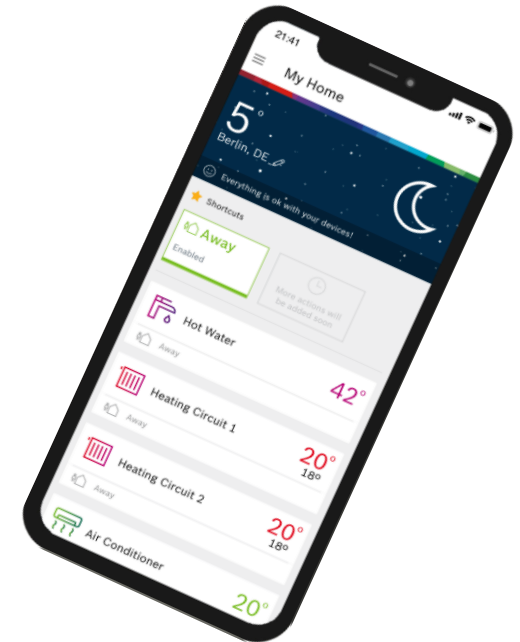 21:41
My Home
5°
Berlin, DE
Everything is ok with your devices!
Shortcuts
Away
Enabled
More actions will
be added soon
Hot Water
42°
Away
Heating Circuit 1
20°
18°
Away
Heating Circuit 2
20°
18°
Away
Air Conditioner
20°